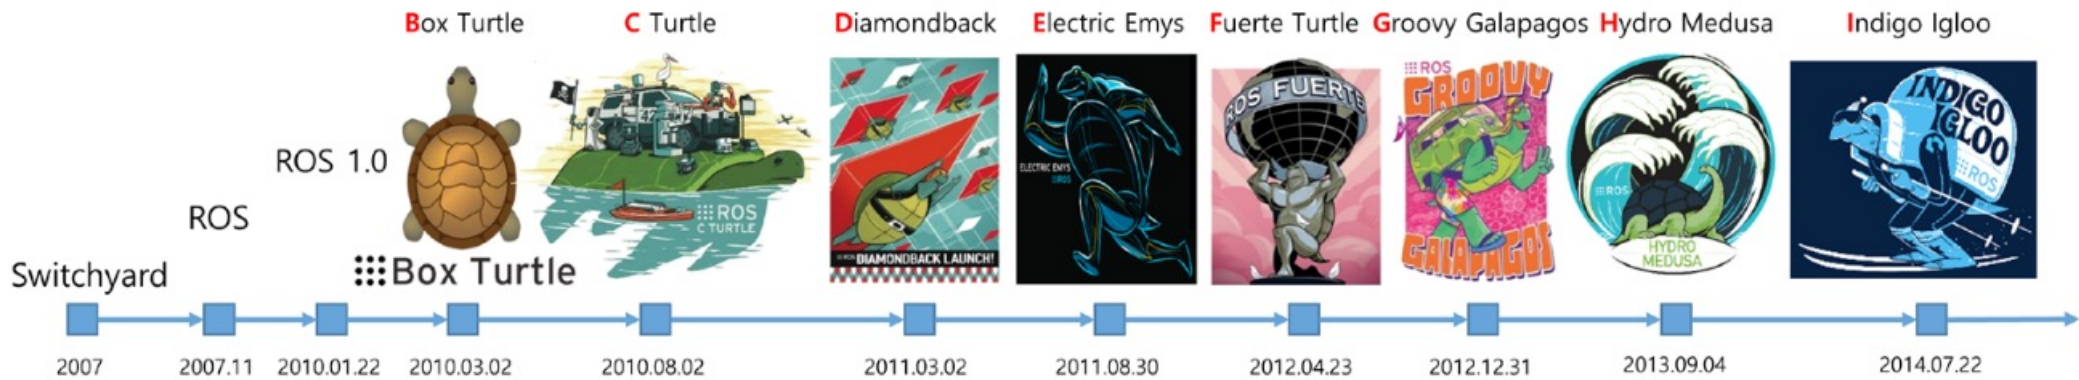 Box Turtle
C Turtle
Diamondback
Electric Emys
Fuerte Turtle
Groovy Galapagos
Hydro Medusa
Indigo Igloo
Switchyard
ROS
ROS 1.0
Box Turtle
ROS
C TURTLE
DIAMONDBACK LAUNCH!
ELECTRIC EMYS
ROS FUERTE
ROS
GROOVY
GALAPAGOS
ROS
HYDRO
MEDUSA
INDIGO
IGLOO
ROS
2007
2007.11
2010.01.22
2010.03.02
2010.08.02
2011.03.02
2011.08.30
2012.04.23
2012.12.31
2013.09.04
2014.07.22